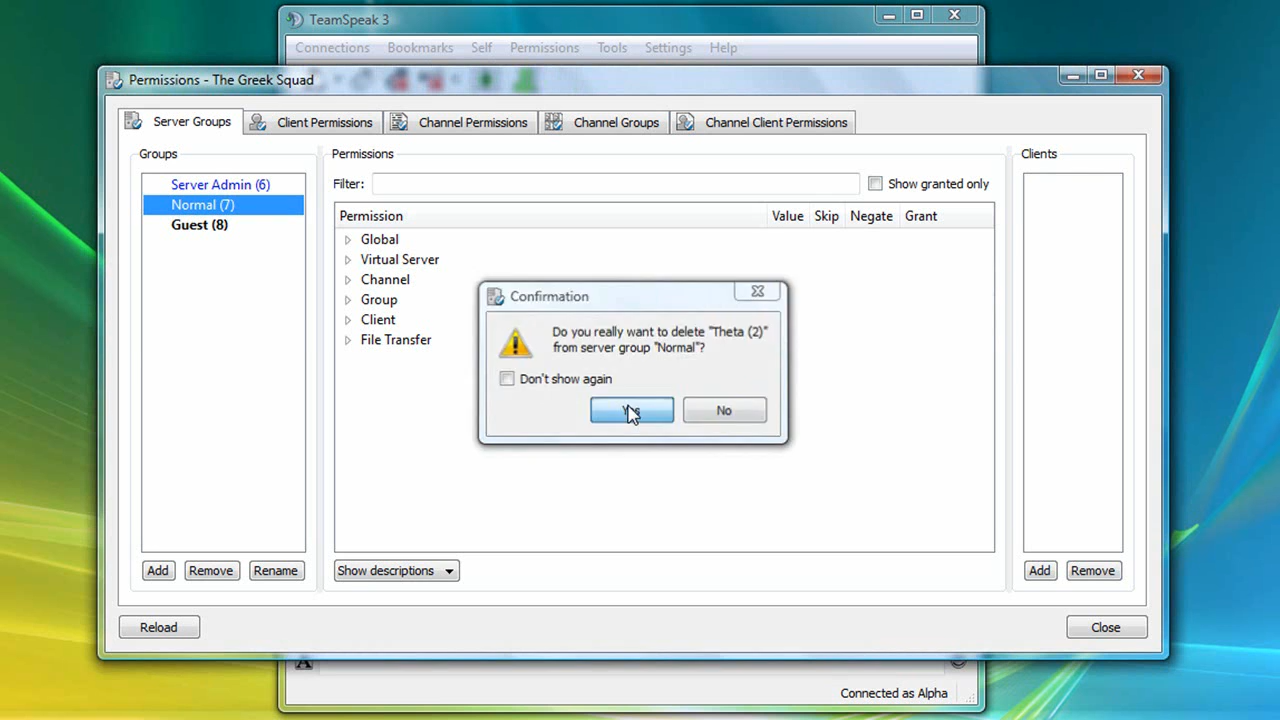 TeamSpeak 3
Connections Bookmarks Self Permissions Tools Settings Help
Permissions - The Greek Squad
Server Groups Client Permissions Channel Permissions Channel Groups Channel Client Permissions
Groups Permissions Clients
Server Admin (6)
Normal (7)
Guest (8)
Filter: Show granted only
Permission Value Skip Negate Grant
Global
Virtual Server
Channel
Group
Client
File Transfer
Confirmation
Do you really want to delete "Theta (2)"
from server group "Normal"?
Don't show again
Yes No
Add Remove Rename Show descriptions Add Remove
Reload Close
Connected as Alpha